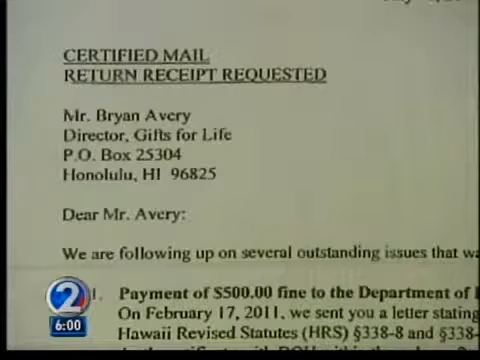 CERTIFIED MAIL
RETURN RECEIPT REQUESTED
Mr. Bryan Avery
Director, Gifts for Life
P.O. Box 25304
Honolulu, HI 96825
Dear Mr. Avery:
We are following up on several outstanding issues that
1. Payment of $500.00 fine to the Department of
On February 17, 2011, we sent you a letter stating
Hawaii Revised Statutes (HRS) §338-8 and §338-
2
6:00